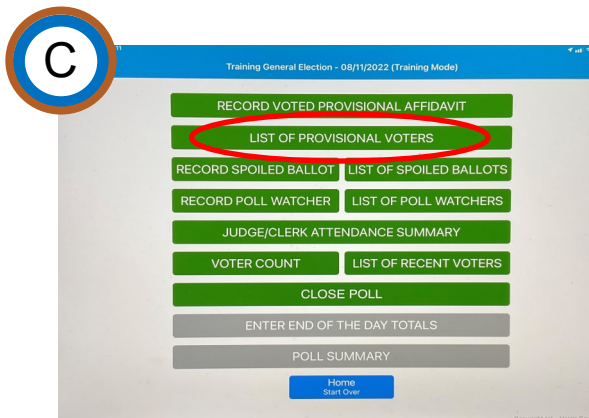 C
11
Training General Election - 08/11/2022 (Training Mode)
RECORD VOTED PROVISIONAL AFFIDAVIT
LIST OF PROVISIONAL VOTERS
RECORD SPOILED BALLOT LIST OF SPOILED BALLOTS
RECORD POLL WATCHER LIST OF POLL WATCHERS
JUDGE/CLERK ATTENDANCE SUMMARY
VOTER COUNT LIST OF RECENT VOTERS
CLOSE POLL
ENTER END OF THE DAY TOTALS
POLL SUMMARY
Home
Start Over